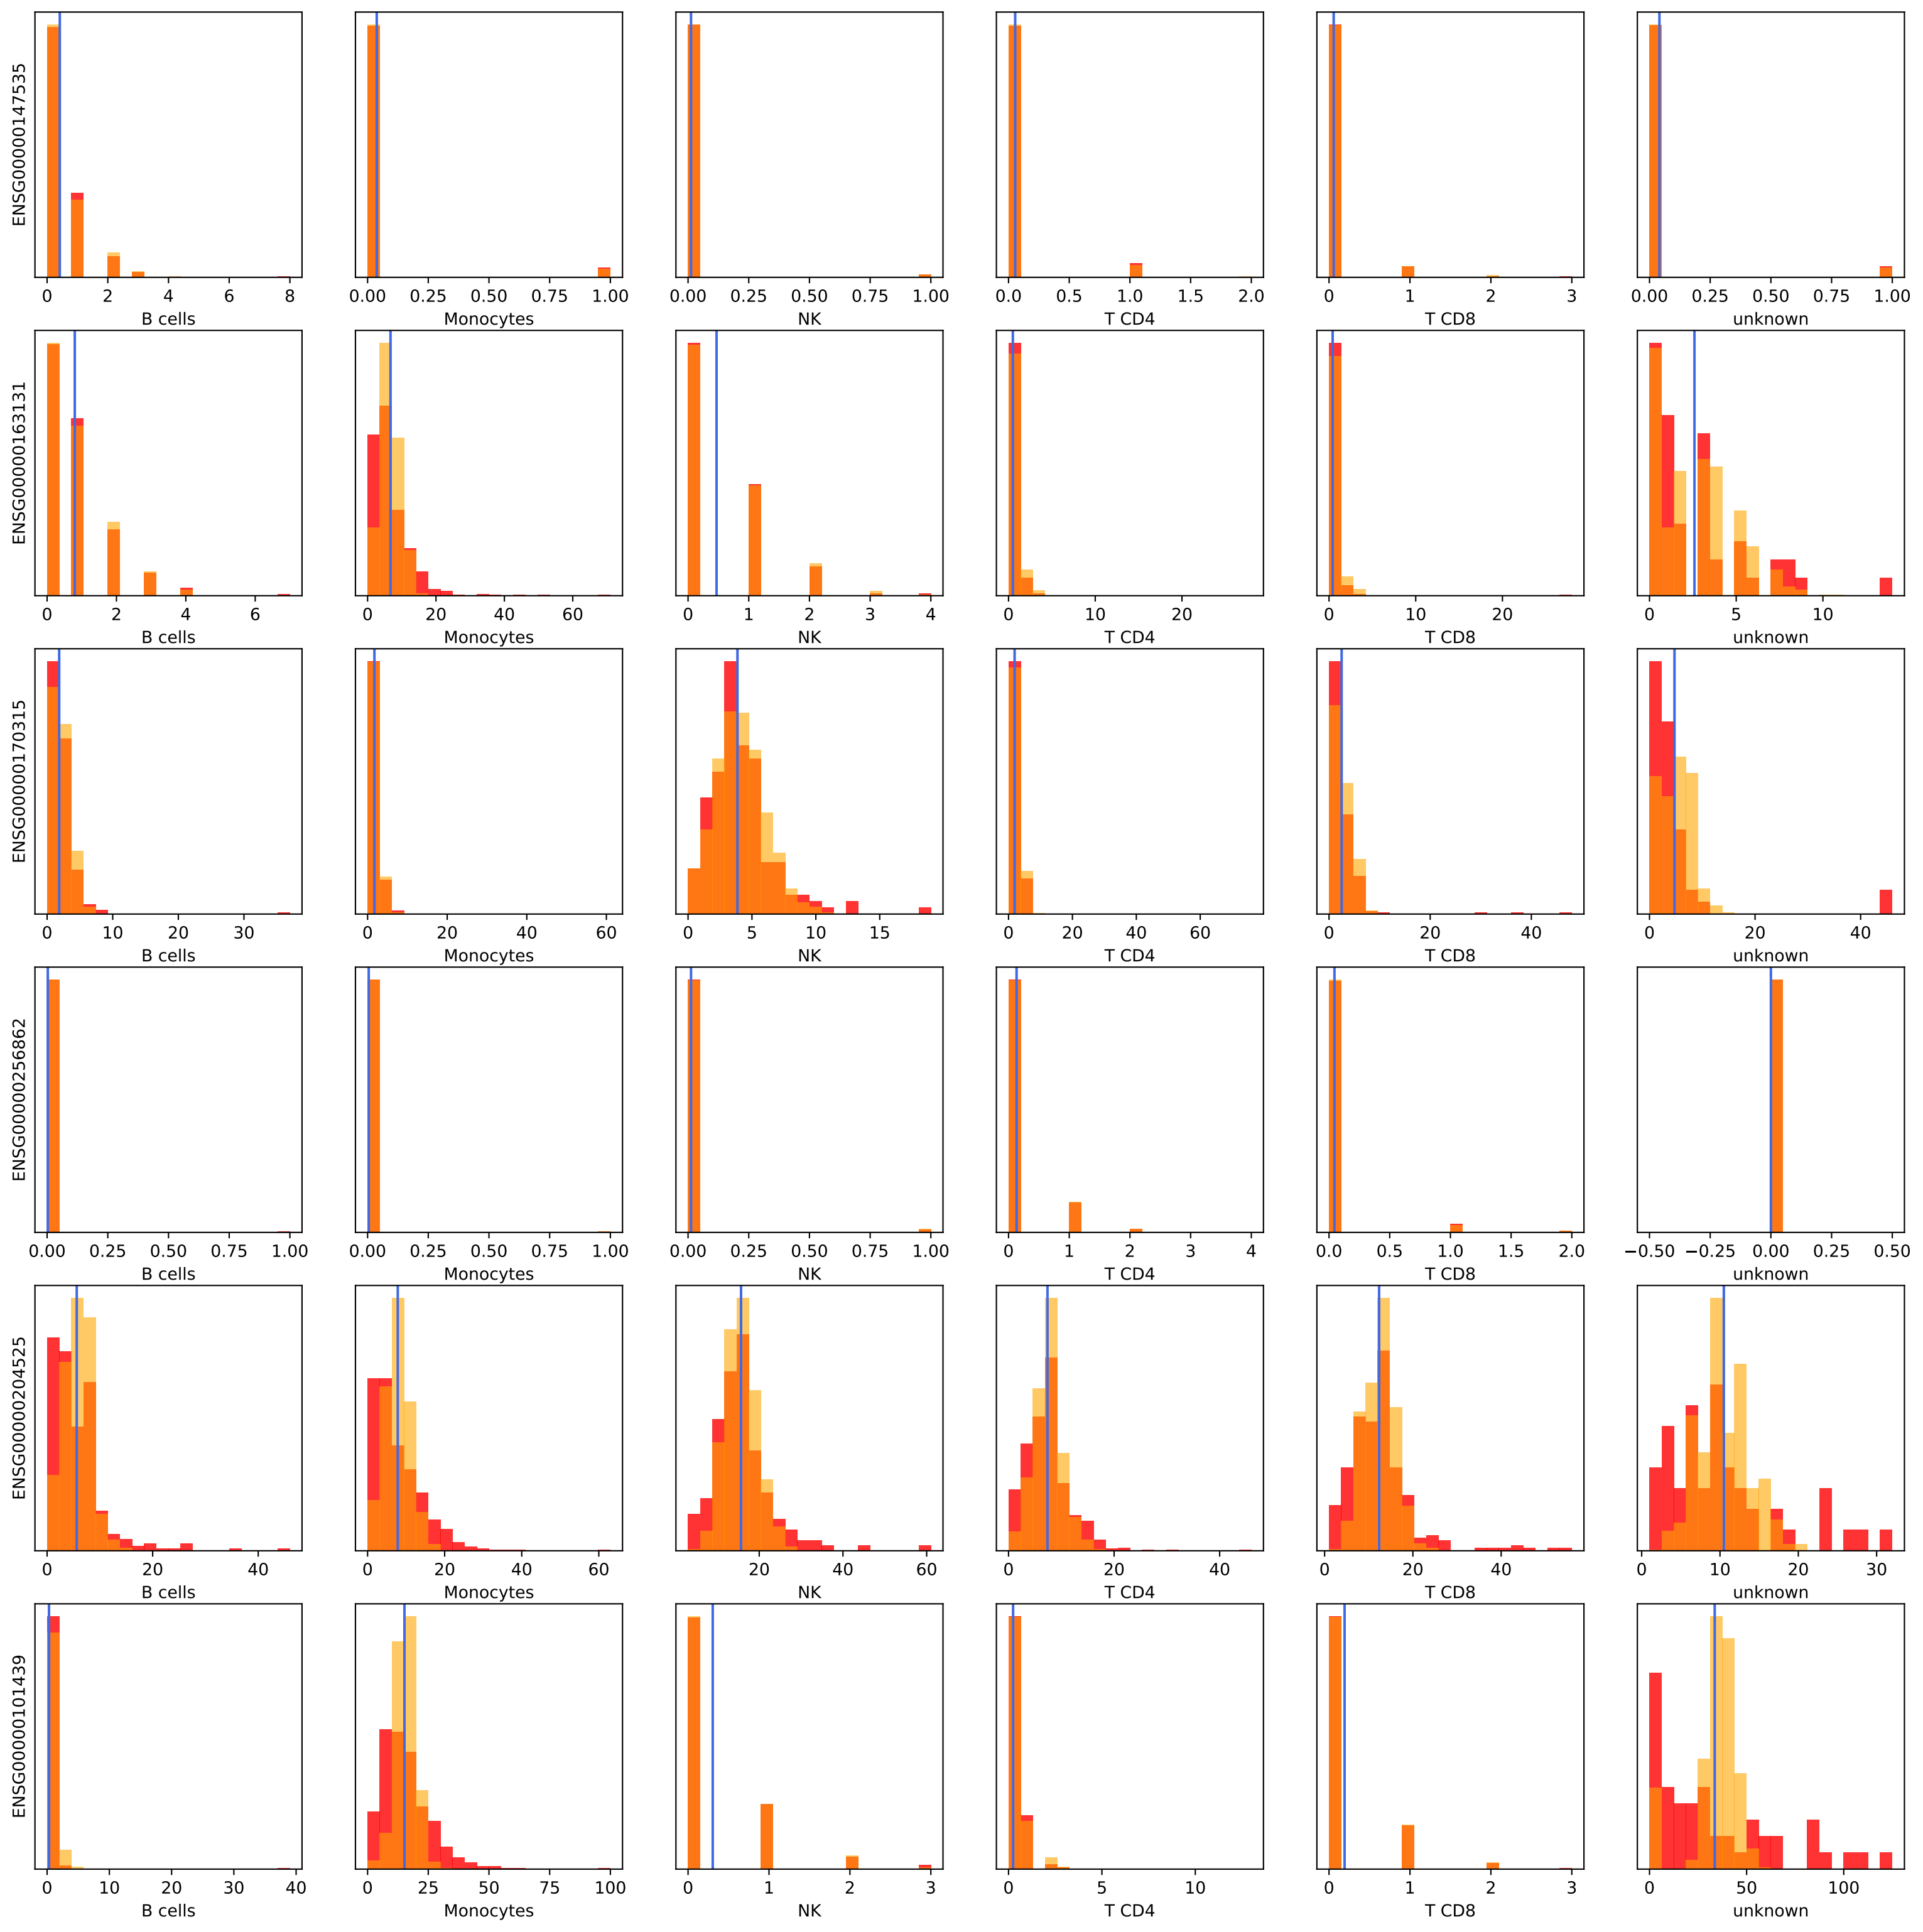 ENSG00000147535
0 2 4 6 8
0.00 0.25 0.50 0.75 1.00
0.00 0.25 0.50 0.75 1.00
0.0 0.5 1.0 1.5 2.0
0 1 2 3
0.00 0.25 0.50 0.75 1.00
B cells Monocytes NK T CD4 T CD8 unknown
ENSG00000163131
0 2 4 6
0 20 40 60
0 1 2 3 4
0 10 20
0 10 20
0 5 10
B cells Monocytes NK T CD4 T CD8 unknown
ENSG00000170315
0 10 20 30
0 20 40 60
0 5 10 15
0 20 40 60
0 20 40
0 20 40
B cells Monocytes NK T CD4 T CD8 unknown
ENSG00000256862
0.00 0.25 0.50 0.75 1.00
0.00 0.25 0.50 0.75 1.00
0.00 0.25 0.50 0.75 1.00
0 1 2 3 4
0.0 0.5 1.0 1.5 2.0
−0.50 −0.25 0.00 0.25 0.50
B cells Monocytes NK T CD4 T CD8 unknown
ENSG00000204525
0 20 40
0 20 40 60
20 40 60
0 20 40
0 20 40
0 10 20 30
B cells Monocytes NK T CD4 T CD8 unknown
ENSG00000101439
0 10 20 30 40
0 25 50 75 100
0 1 2 3
0 5 10
0 1 2 3
0 50 100
B cells Monocytes NK T CD4 T CD8 unknown